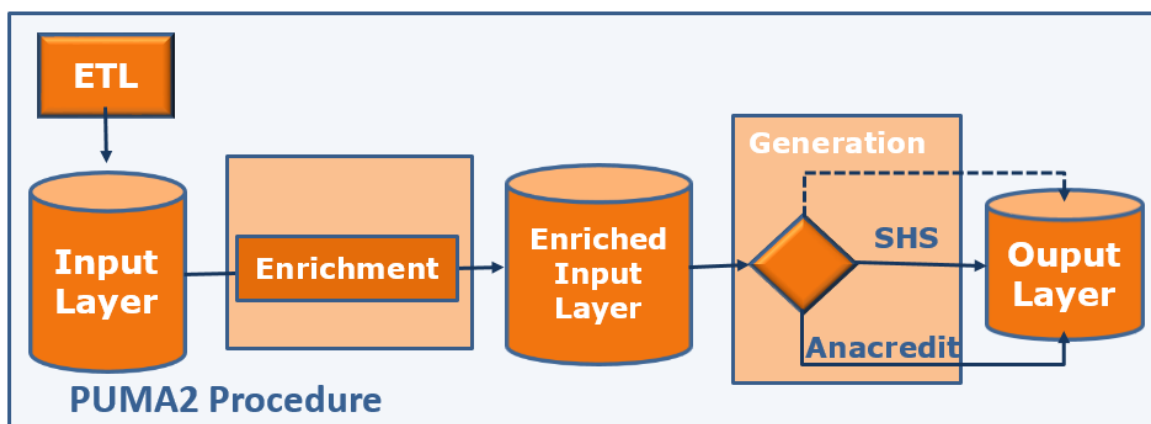 ETL
Input
Layer
Enrichment
Enriched
Input
Layer
Generation
SHS
Anacredit
Ouput
Layer
PUMA2 Procedure